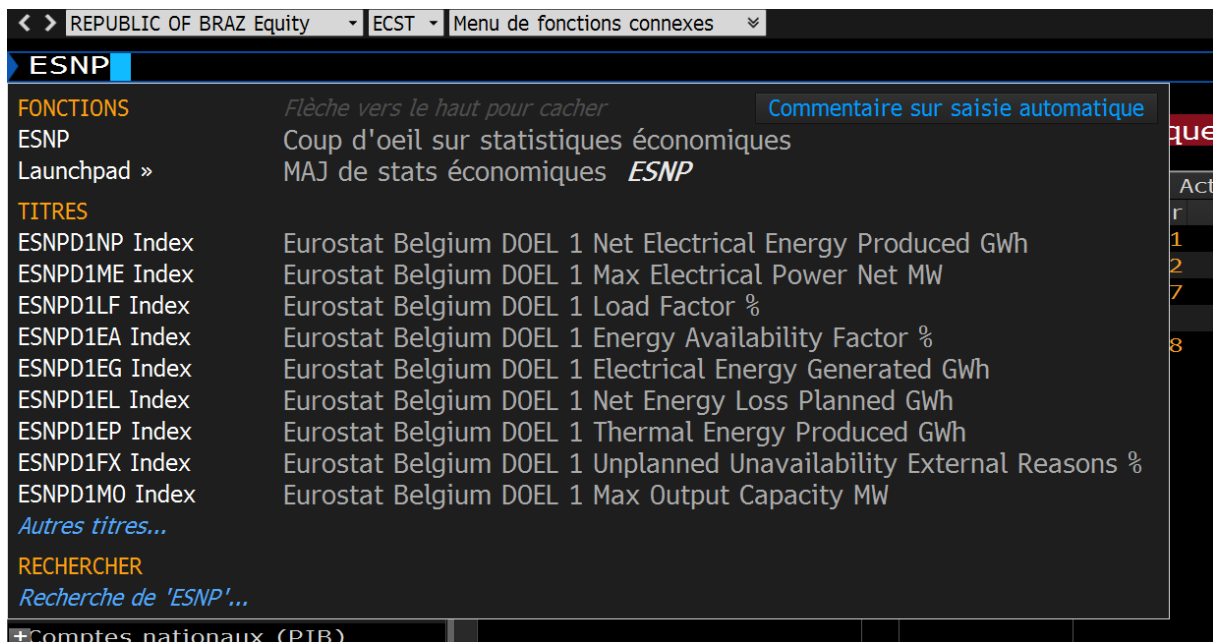 REPUBLIC OF BRAZ Equity ECST Menu de fonctions connexes
ESNP
FONCTIONS Flèche vers le haut pour cacher Commentaire sur saisie automatique
ESNP Coup d'oeil sur statistiques économiques
Launchpad » MAJ de stats économiques ESNP
TITRES
ESNPD1NP Index Eurostat Belgium DOEL 1 Net Electrical Energy Produced GWh
ESNPD1ME Index Eurostat Belgium DOEL 1 Max Electrical Power Net MW
ESNPD1LF Index Eurostat Belgium DOEL 1 Load Factor %
ESNPD1EA Index Eurostat Belgium DOEL 1 Energy Availability Factor %
ESNPD1EG Index Eurostat Belgium DOEL 1 Electrical Energy Generated GWh
ESNPD1EL Index Eurostat Belgium DOEL 1 Net Energy Loss Planned GWh
ESNPD1EP Index Eurostat Belgium DOEL 1 Thermal Energy Produced GWh
ESNPD1FX Index Eurostat Belgium DOEL 1 Unplanned Unavailability External Reasons %
ESNPD1MO Index Eurostat Belgium DOEL 1 Max Output Capacity MW
Autres titres...
RECHERCHER
Recherche de 'ESNP'...
+Comptes nationaux (PIB)
que
Act
r
1
2
7
8